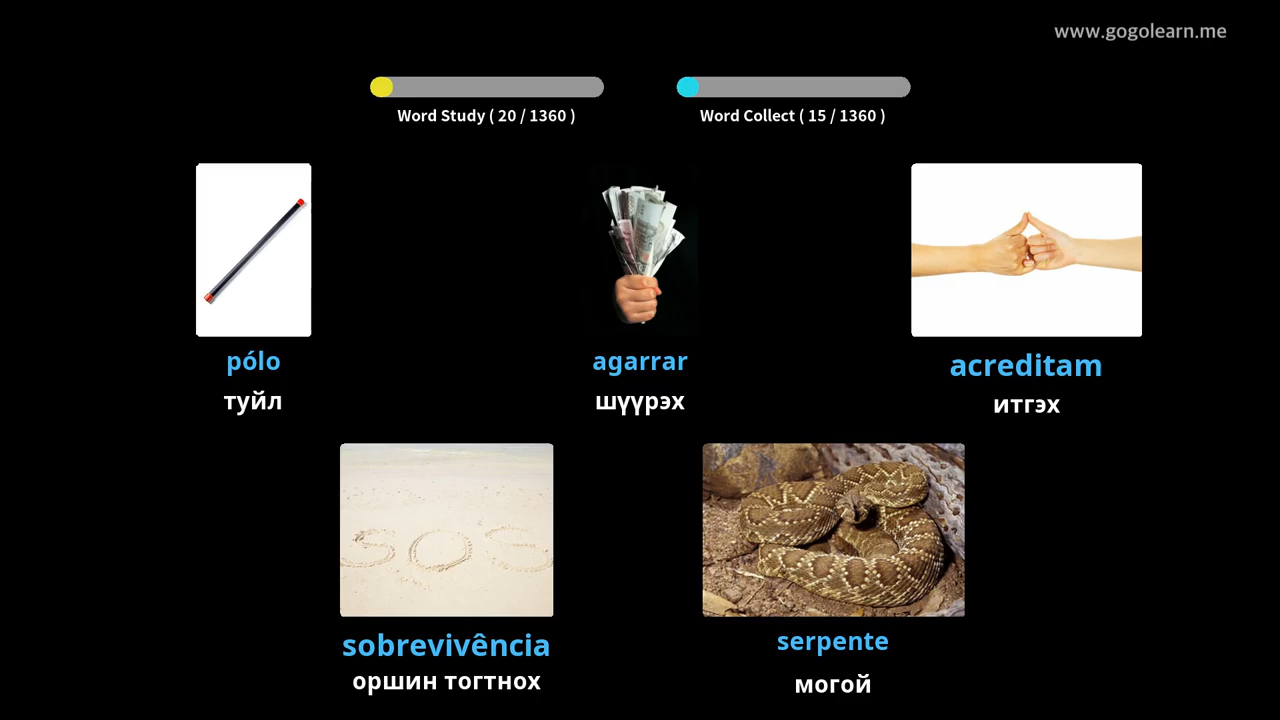 www.gogolearn.me
Word Study ( 20 / 1360 )
Word Collect ( 15 / 1360 )
pólo
туйл
agarrar
шүүрэх
acreditam
итгэх
SOS
sobrevivência
оршин тогтнох
serpente
могой